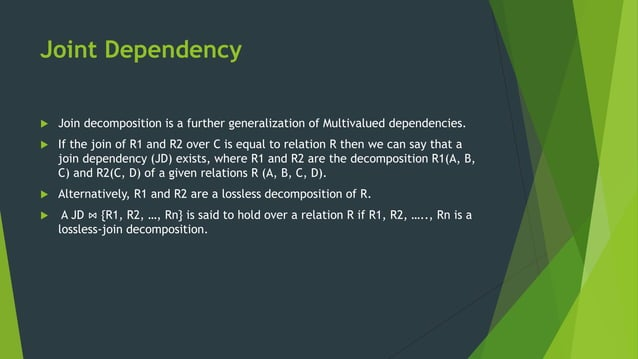 Joint Dependency
Join decomposition is a further generalization of Multivalued dependencies.
If the join of R1 and R2 over C is equal to relation R then we can say that a
join dependency (JD) exists, where R1 and R2 are the decomposition R1(A, B,
C) and R2(C, D) of a given relations R (A, B, C, D).
Alternatively, R1 and R2 are a lossless decomposition of R.
A JD ⋈ {R1, R2, …, Rn} is said to hold over a relation R if R1, R2, ….., Rn is a
lossless-join decomposition.